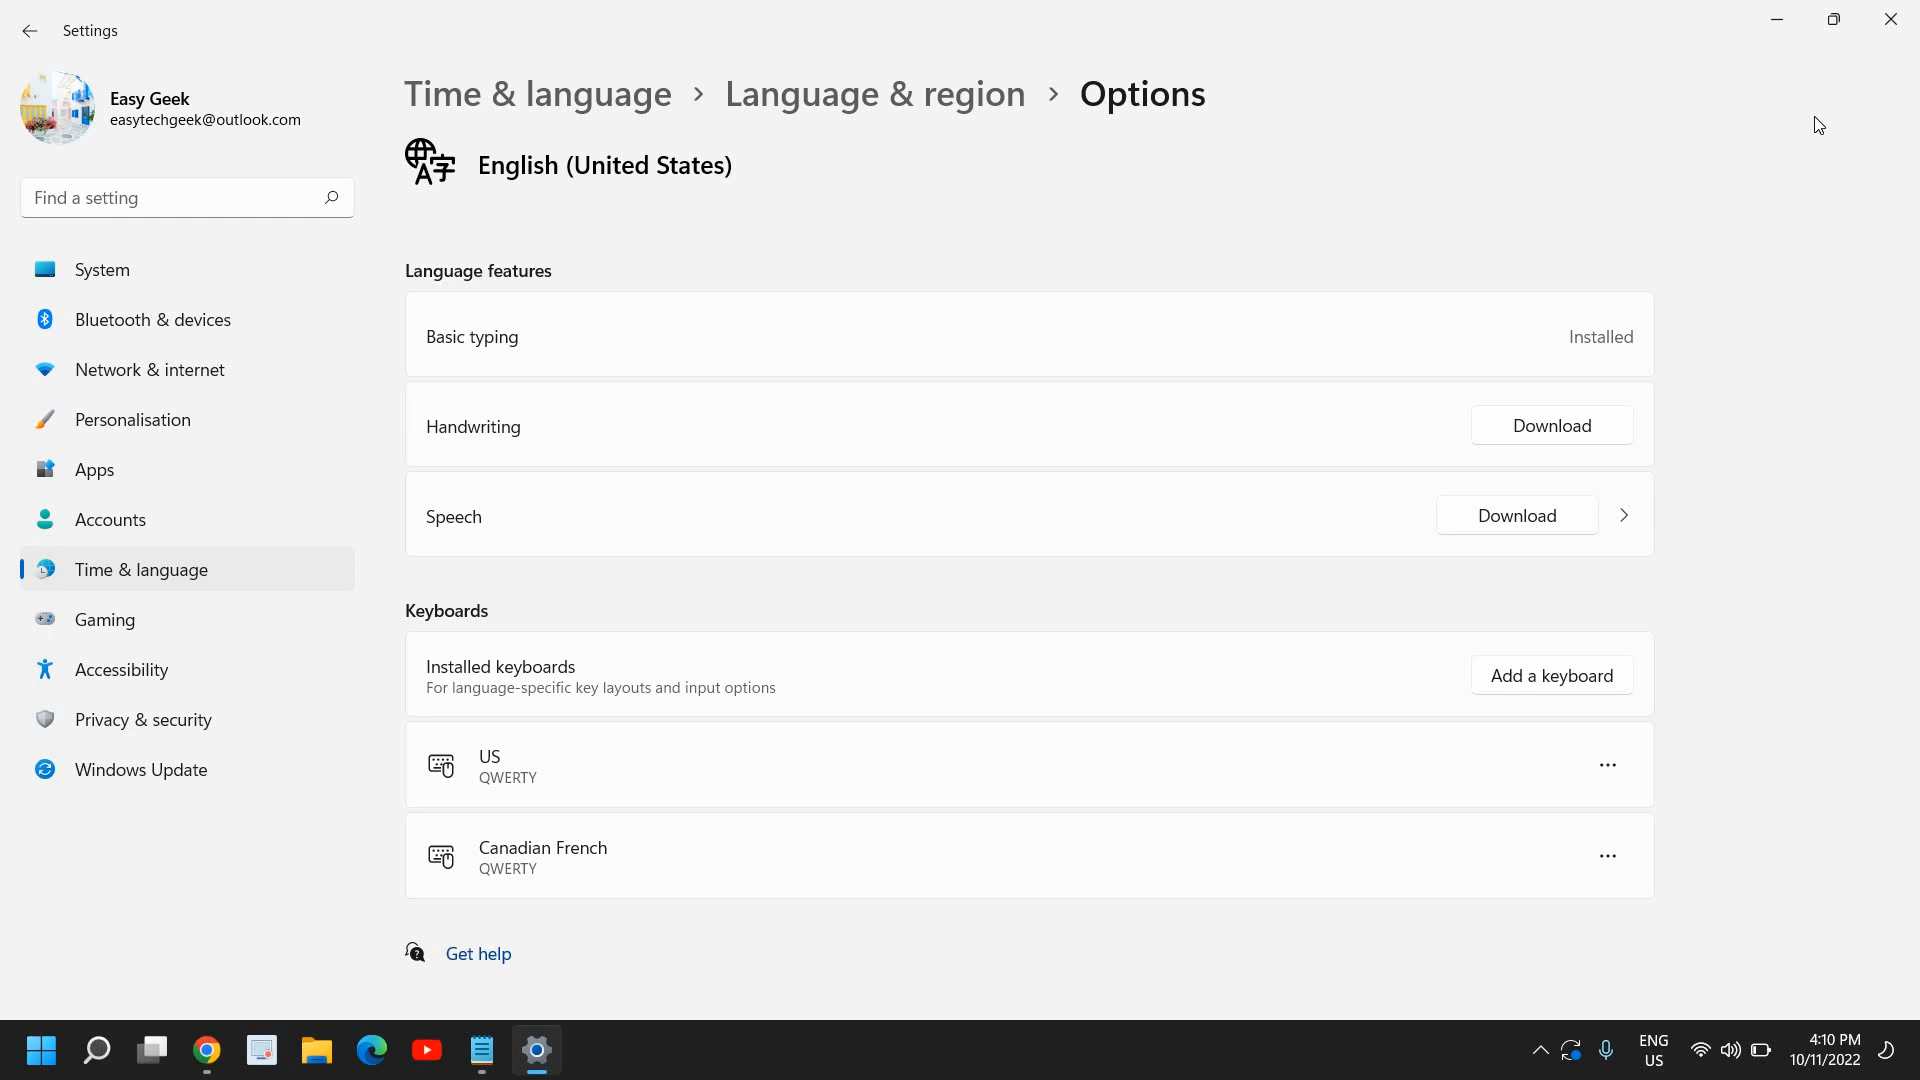 Settings
Easy Geek
easytechgeek@outlook.com
Find a setting
System
Bluetooth & devices
Network & internet
Personalisation
Apps
Accounts
Time & language
Gaming
Accessibility
Privacy & security
Windows Update
Time & language > Language & region > Options
English (United States)
Language features
Basic typing Installed
Handwriting Download
Speech Download
Keyboards
Installed keyboards
For language-specific key layouts and input options
Add a keyboard
US
QWERTY
Canadian French
QWERTY
Get help
ENG
US
4:10 PM
10/11/2022